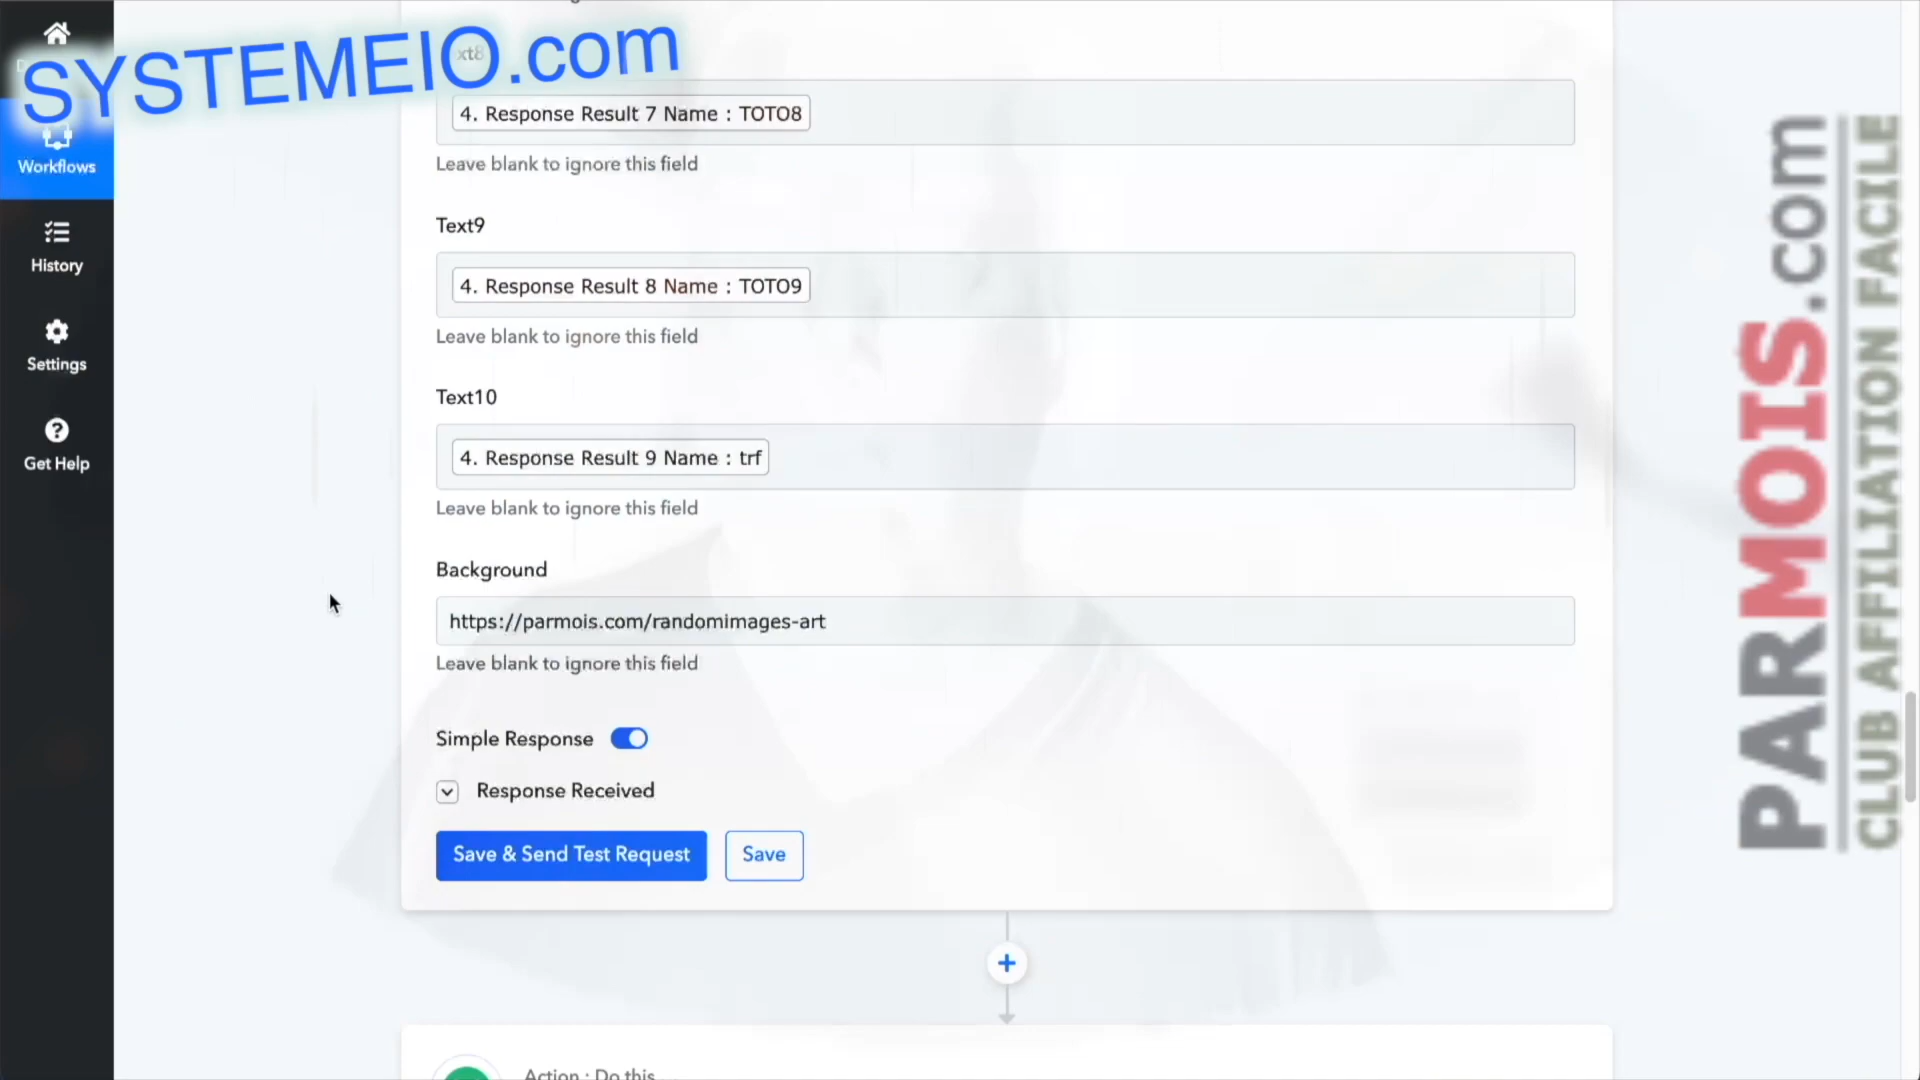 SYSTEMEIO.com
xt8
4. Response Result 7 Name : TOTO8
Leave blank to ignore this field
Text9
4. Response Result 8 Name : TOTO9
Leave blank to ignore this field
Text10
4. Response Result 9 Name : trf
Leave blank to ignore this field
Background
https://parmois.com/randomimages-art
Leave blank to ignore this field
Simple Response
Response Received
Save & Send Test Request
Save
Action : Do this
Workflows
History
Settings
Get Help
PARMOIS.com
CLUB AFFILIATION FACILE